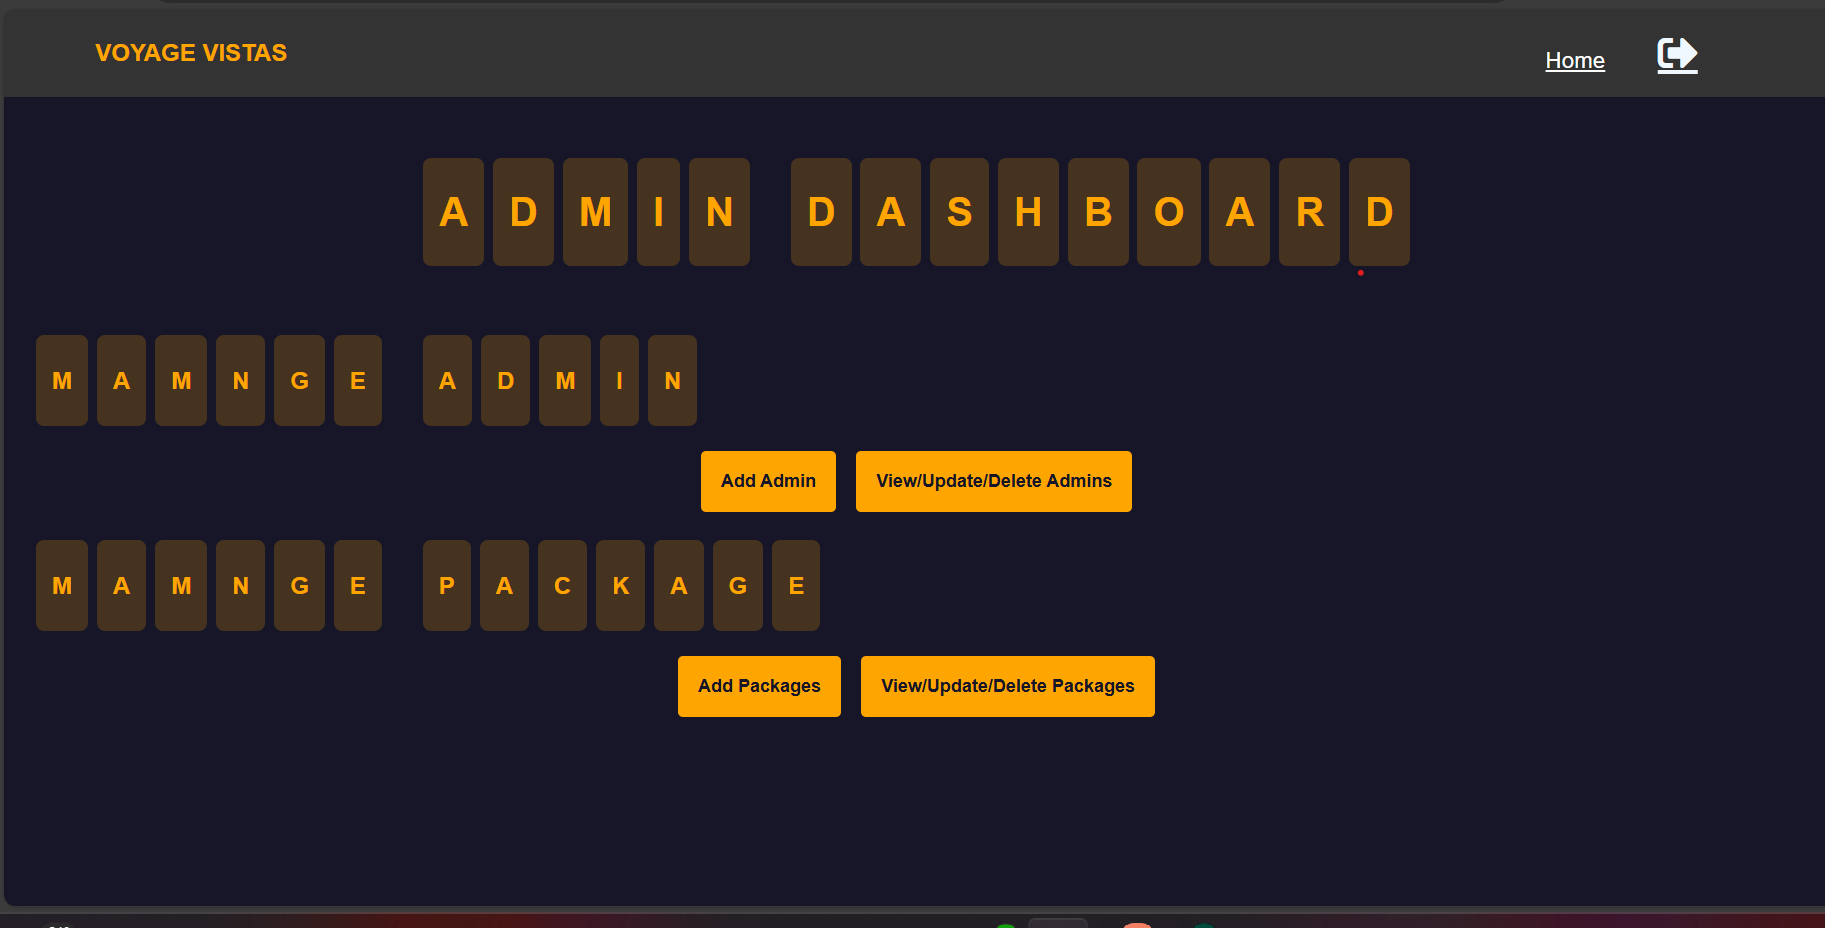 VOYAGE VISTAS
Home
ADMIN DASHBOARD
MAMNGE ADMIN
Add Admin
View/Update/Delete Admins
MAMNGE PACKAGE
Add Packages
View/Update/Delete Packages